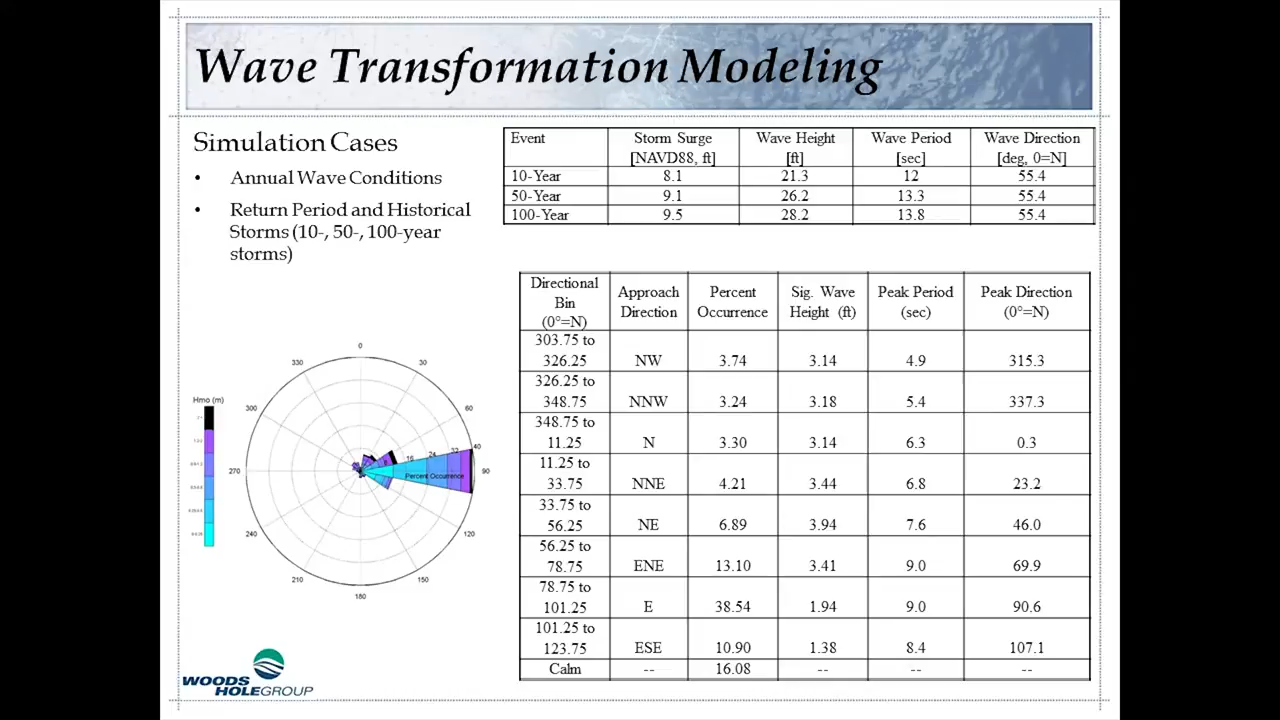 Wave Transformation Modeling
Simulation Cases
• Annual Wave Conditions
• Return Period and Historical
Storms (10-, 50-, 100-year
storms)
Event Storm Surge Wave Height Wave Period Wave Direction
[NAVD88, ft] [ft] [sec] [deg, 0=N]
10-Year 8.1 21.3 12 55.4
50-Year 9.1 26.2 13.3 55.4
100-Year 9.5 28.2 13.8 55.4
Directional
Bin
(0°=N)
Approach
Direction
Percent
Occurrence
Sig. Wave
Height (ft)
Peak Period
(sec)
Peak Direction
(0°=N)
303.75 to
326.25 NW 3.74 3.14 4.9 315.3
326.25 to
348.75 NNW 3.24 3.18 5.4 337.3
348.75 to
11.25 N 3.30 3.14 6.3 0.3
11.25 to
33.75 NNE 4.21 3.44 6.8 23.2
33.75 to
56.25 NE 6.89 3.94 7.6 46.0
56.25 to
78.75 ENE 13.10 3.41 9.0 69.9
78.75 to
101.25 E 38.54 1.94 9.0 90.6
101.25 to
123.75 ESE 10.90 1.38 8.4 107.1
Calm -- 16.08 -- -- --
0
330 30
300 60
Hmo (m)
16 24 32 40
270 90
Percent Occurrence
240 120
210 150
180
WOODS
HOLEGROUP